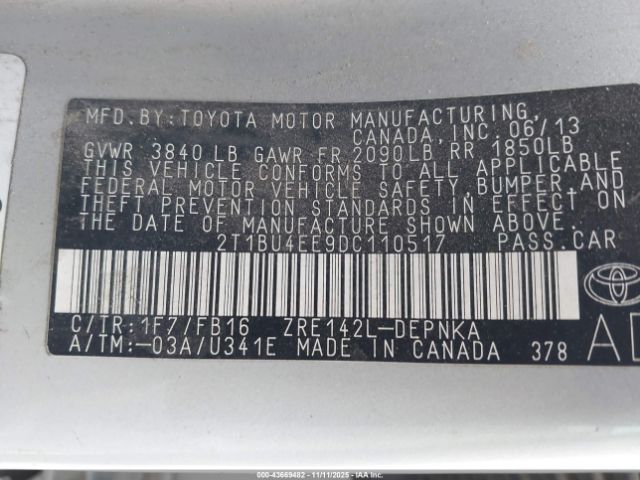 MFD.BY:TOYOTA MOTOR MANUFACTURING,
CANADA,INC.06/13
GVWR 3840 LB GAWR FR 2090LB RR 1850LB
THIS VEHICLE CONFORMS TO ALL APPLICABLE
FEDERAL MOTOR VEHICLE SAFETY,BUMPER,AND
THEFT PREVENTION STANDARDS IN EFFECT ON
THE DATE OF MANUFACTURE SHOWN ABOVE.
2T1BU4EE9DC110517 PASS.CAR
C/TR:1F7/FB16 ZRE142L-DEPNKA
A/TM:-03A/U341E MADE IN CANADA 378
TOYOTA
000-43669482 - 11/11/2025 - IAAI.COM